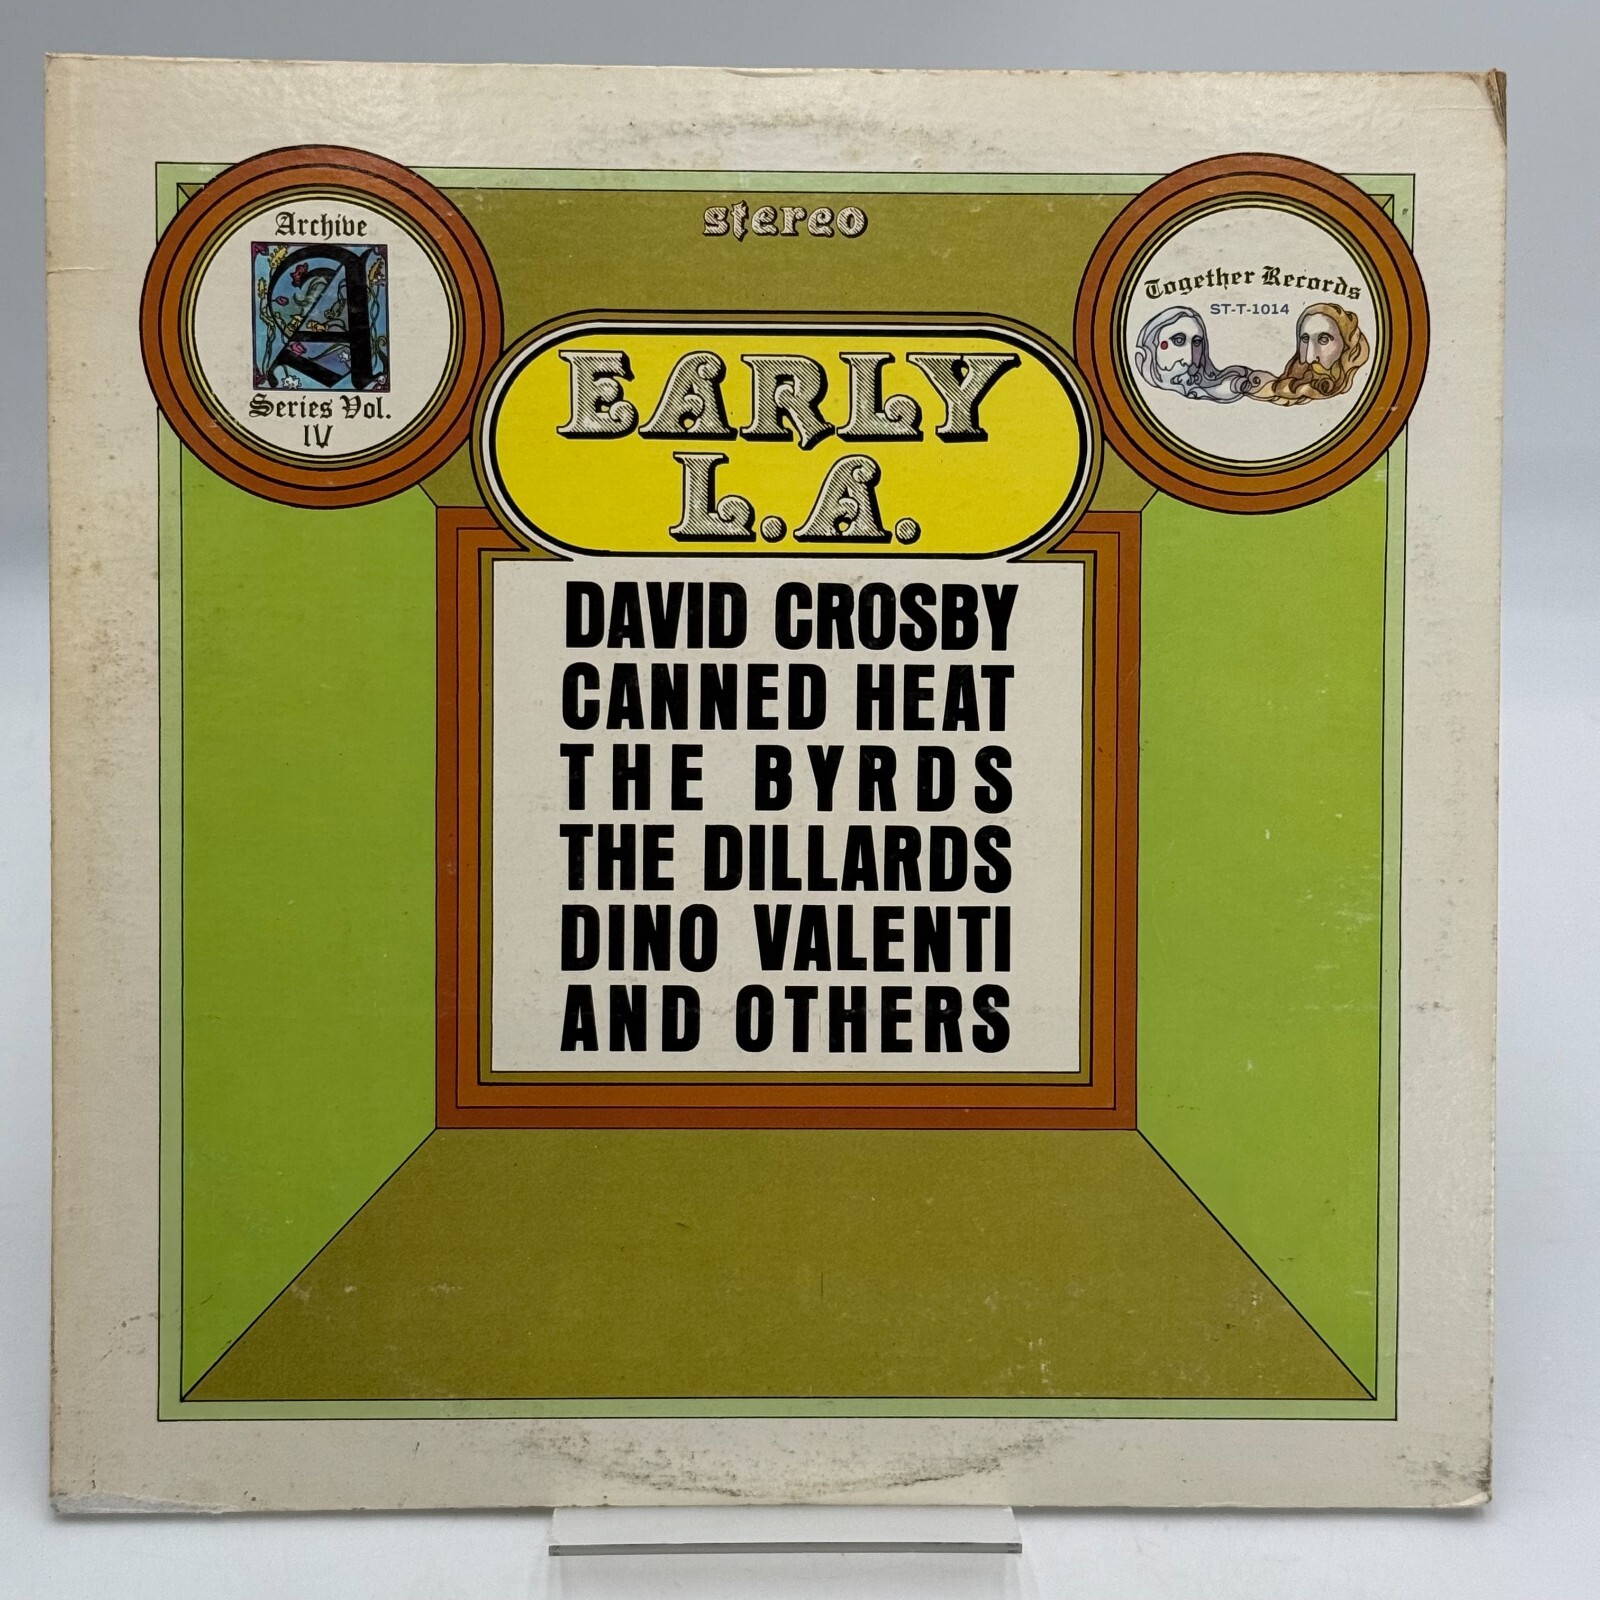 stereo
Archive
A
Series Vol.
IV
Together Records
ST-T-1014
EARLY
L.A.
DAVID CROSBY
CANNED HEAT
THE BYRDS
THE DILLARDS
DINO VALENTI
AND OTHERS